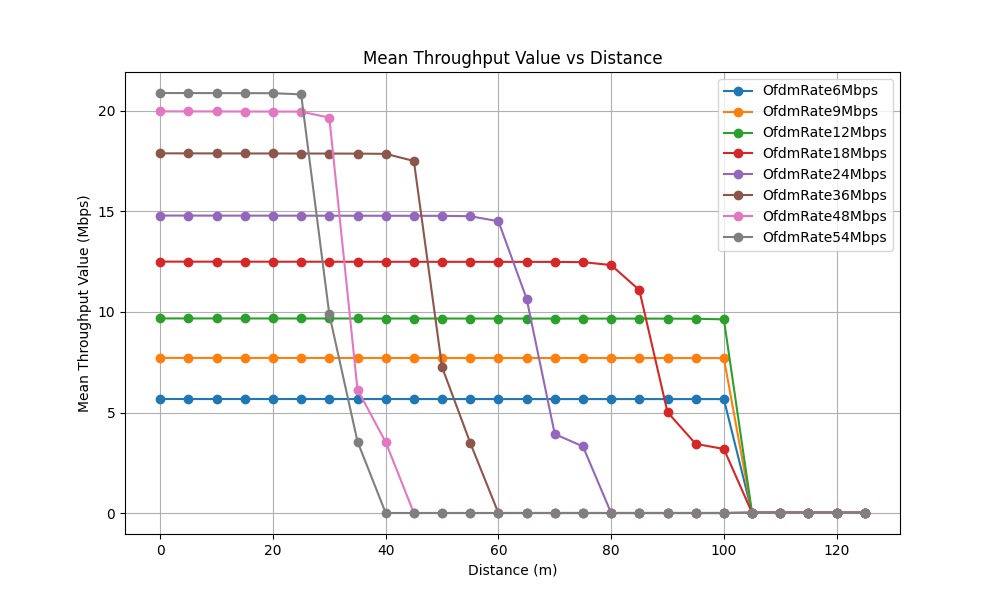 Mean Throughput Value vs Distance
Mean Throughput Value (Mbps)
20
15
10
5
0
0 20 40 60 80 100 120
Distance (m)
OfdmRate6Mbps
OfdmRate9Mbps
OfdmRate12Mbps
OfdmRate18Mbps
OfdmRate24Mbps
OfdmRate36Mbps
OfdmRate48Mbps
OfdmRate54Mbps